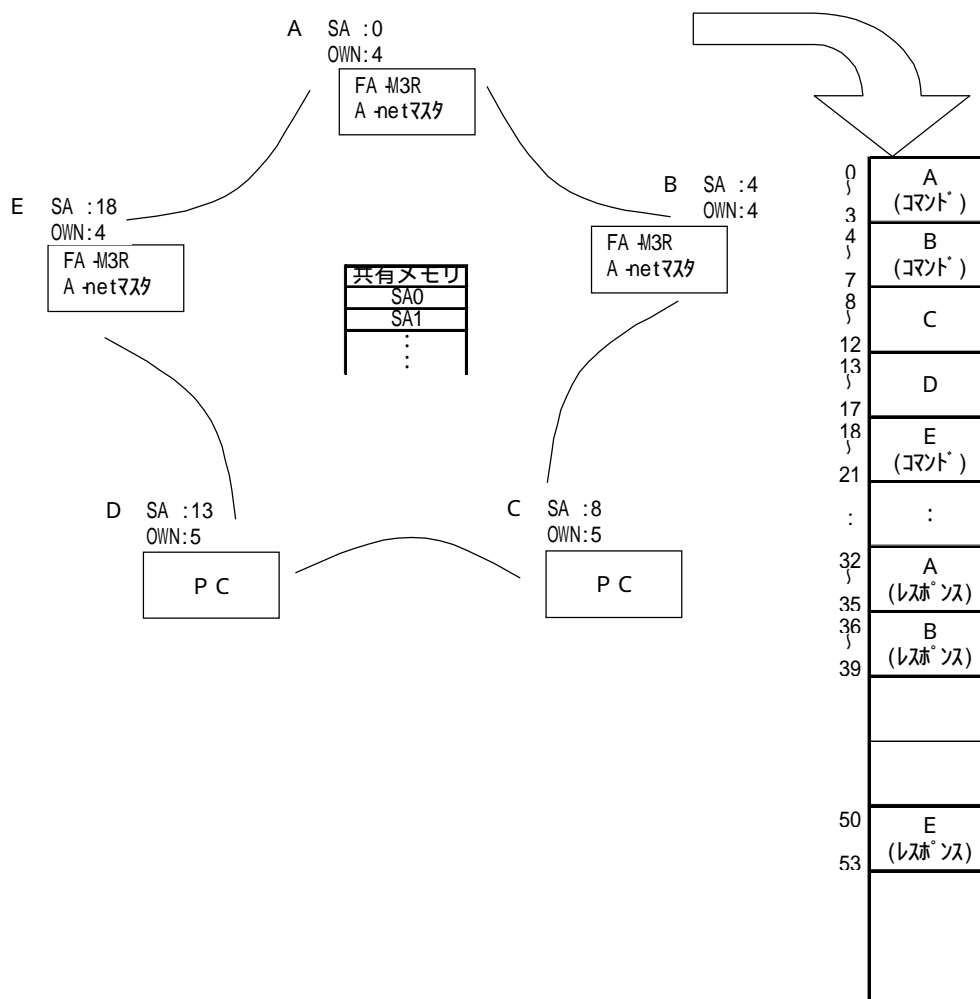 A SA :0
OWN:4
FA-M3R
A-netﾏｽﾀ
B SA :4
OWN:4
FA-M3R
A-netﾏｽﾀ
E SA :18
OWN:4
FA-M3R
A-netﾏｽﾀ
共有メモリ
SA0
SA1
:
:
D SA :13
OWN:5
ＰＣ
C SA :8
OWN:5
ＰＣ
0
～
3
A
(ｺﾏﾝﾄﾞ)
4
～
7
B
(ｺﾏﾝﾄﾞ)
8
～
12
C
13
～
17
D
18
～
21
E
(ｺﾏﾝﾄﾞ)
:
:
32
～
35
A
(ﾚｽﾎﾟﾝｽ)
36
～
39
B
(ﾚｽﾎﾟﾝｽ)
50
53
E
(ﾚｽﾎﾟﾝｽ)